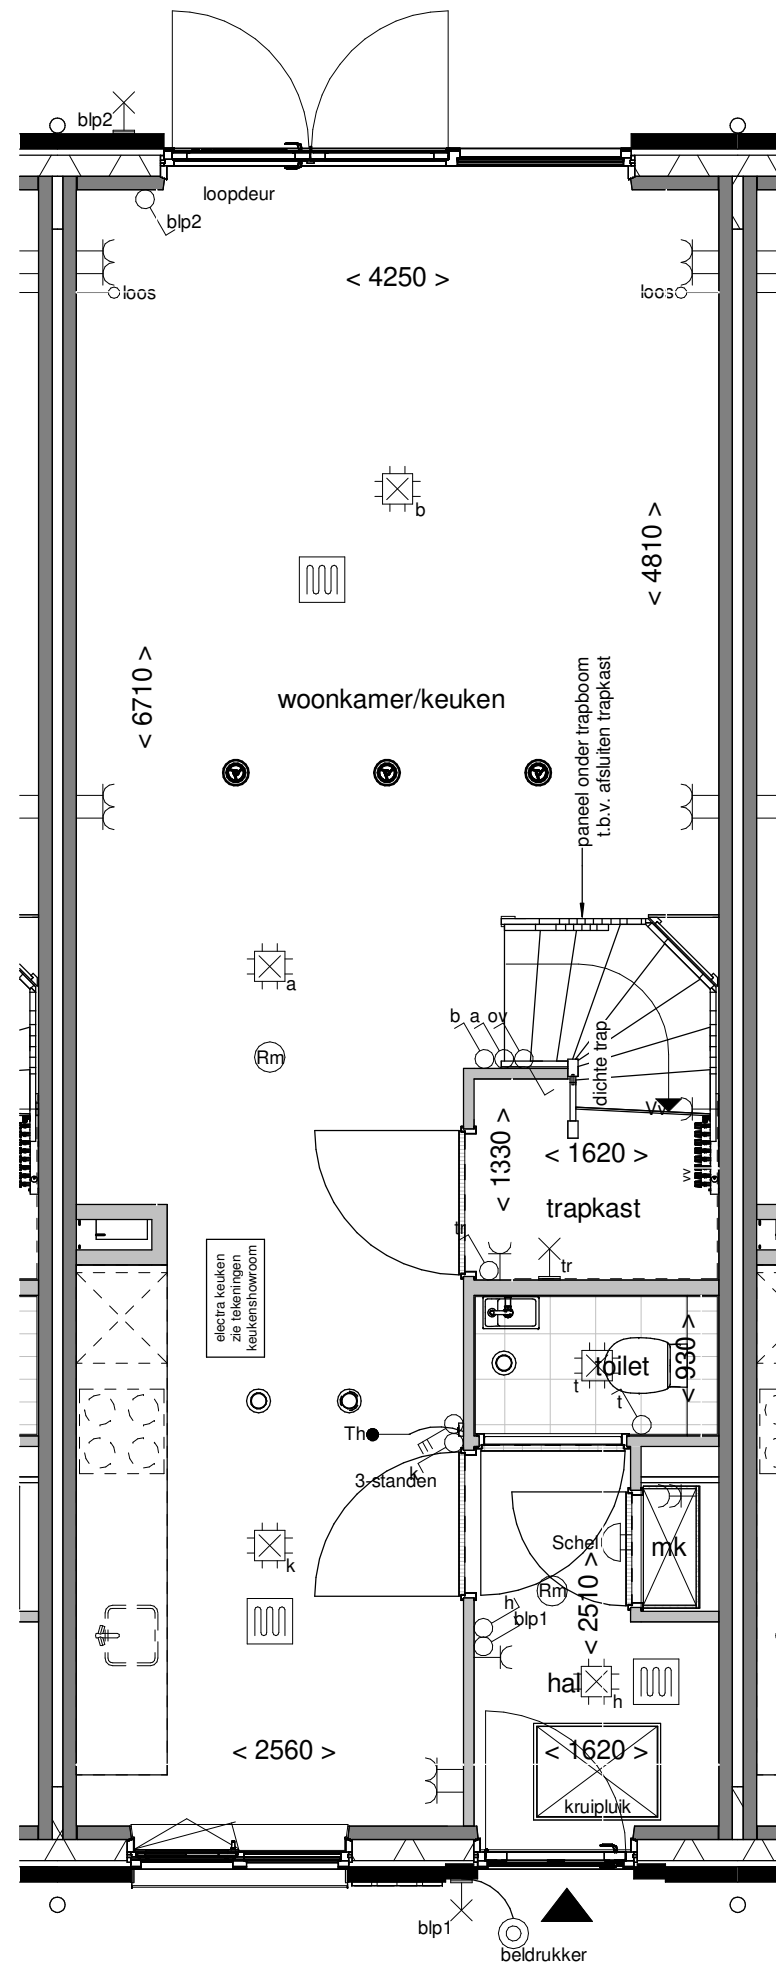 blp2
loopdeur
blp2
< 4250 >
loos
loos
b
< 4810 >
< 6710 >
woonkamer/keuken
paneel onder trapboom
t.b.v. afsluiten trapkast
a
b a ov
Rm
dichte trap
vv
< 1330 >
< 1620 >
vv
trapkast
tr
tr
electra keuken
zie tekeningen
keukenshowroom
toilet
< 930 >
t
t
Th
k
3-standen
k
Schel
mk
Rm
h
blp1
< 2510 >
hal
h
< 2560 >
< 1620 >
kruipluik
blp1
beldrukker